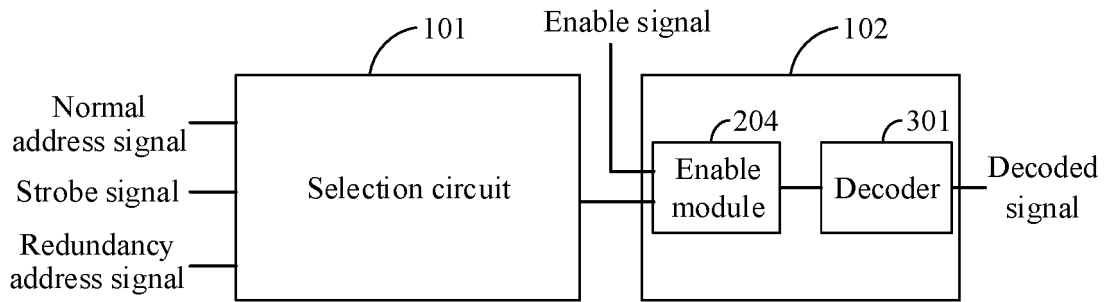 Enable signal
101
102
Normal
address signal
Strobe signal
Redundancy
address signal
Selection circuit
204
Enable
module
301
Decoder
Decoded
signal